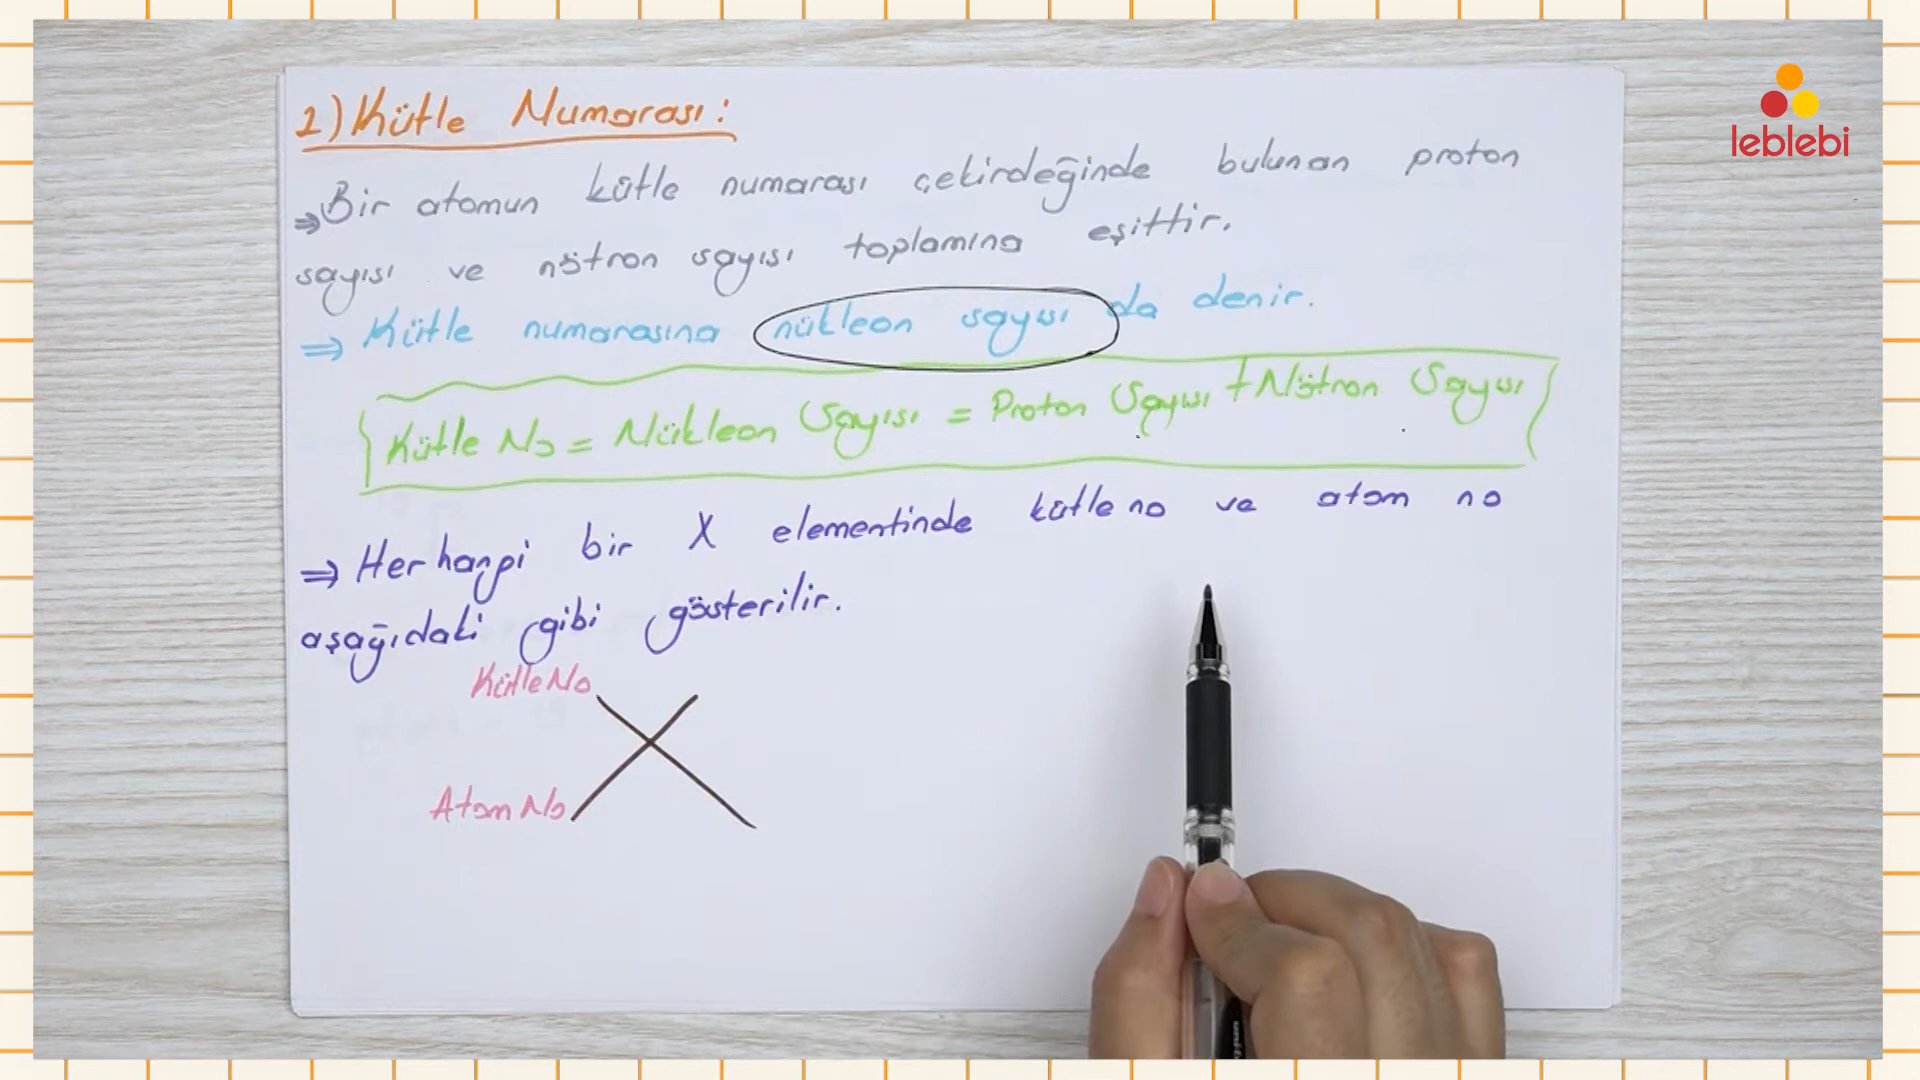 2) Kütle Numarası:
⇒ Bir atomun kütle numarası çekirdeğinde bulunan proton
sayısı ve nötron sayısı toplamına eşittir.
⇒ Kütle numarasına nükleon sayısı da denir.
Kütle No = Nükleon Sayısı = Proton Sayısı + Nötron Sayısı
⇒ Herhangi bir X elementinde kütle no ve atom no
aşağıdaki gibi gösterilir.
Kütle No
X
Atom No
leblebi